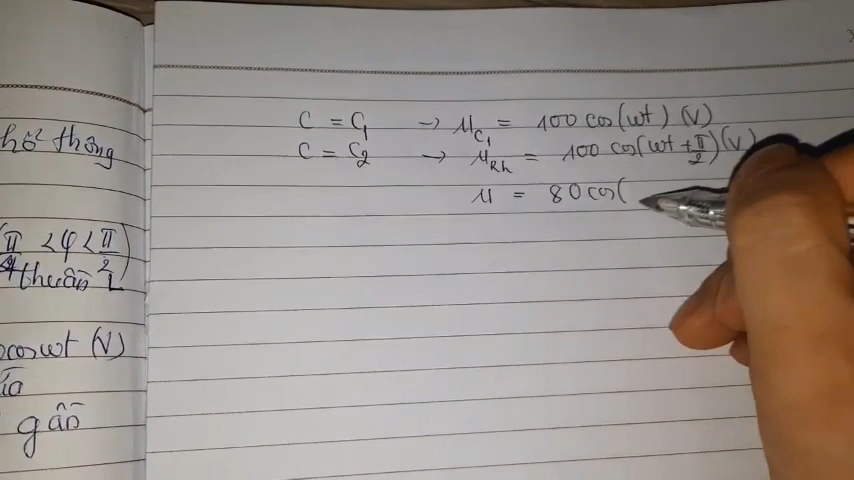 hố thông
(π/4 < φ < π/2)
thuần L
cosωt (V)
gần
C = C₁ → u_C₁ = 100 cos(ωt) (V)
C = C₂ → u_Rh = 100 cos(ωt + π/2) (V)
u = 80 cos(